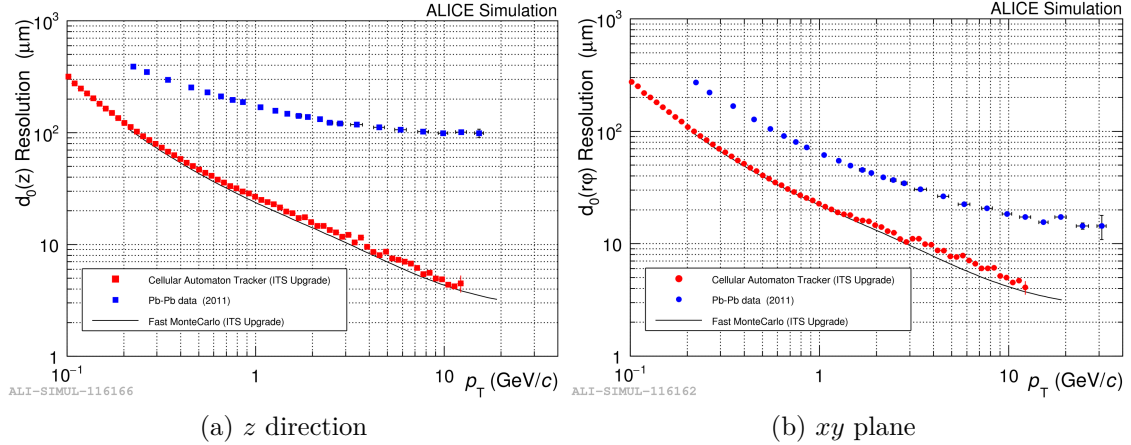 ALICE Simulation
d₀(z) Resolution (μm)
10³
10²
10
1
Cellular Automaton Tracker (ITS Upgrade)
Pb-Pb data (2011)
Fast MonteCarlo (ITS Upgrade)
10⁻¹ 1 10
p_T (GeV/c)
ALI-SIMUL-116166
(a) z direction
ALICE Simulation
d₀(rφ) Resolution (μm)
10³
10²
10
1
Cellular Automaton Tracker (ITS Upgrade)
Pb-Pb data (2011)
Fast MonteCarlo (ITS Upgrade)
10⁻¹ 1 10
p_T (GeV/c)
ALI-SIMUL-116162
(b) xy plane